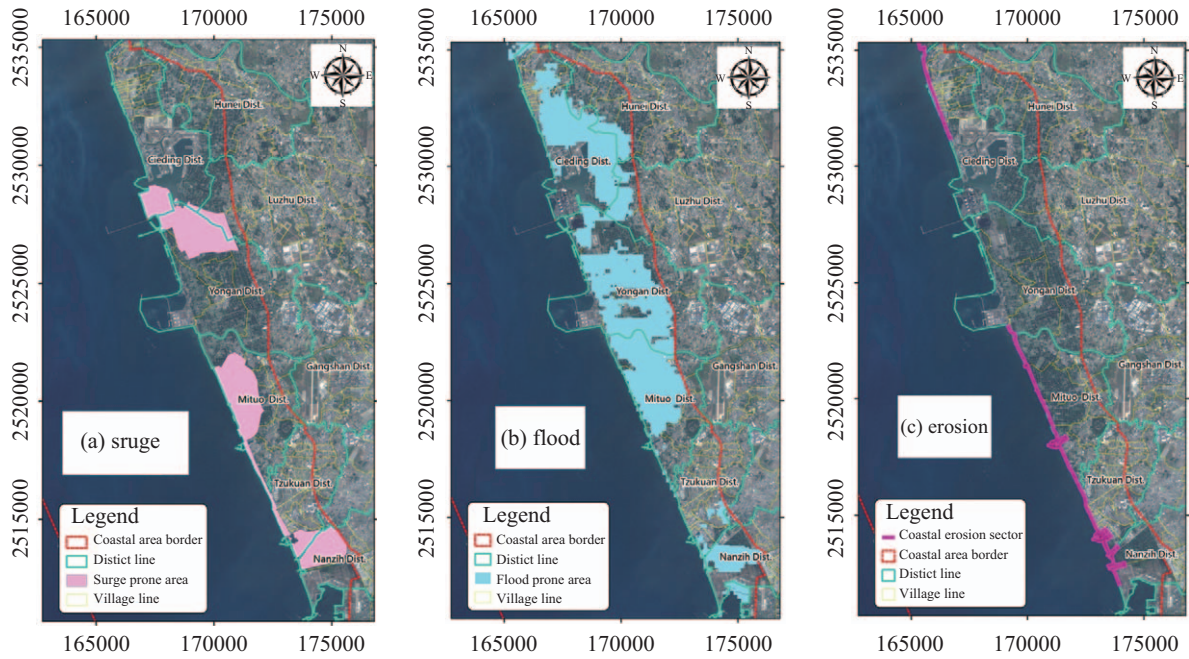 165000 170000 175000
2535000
2530000
2525000
2520000
2515000
N
W E
S
Hunei Dist.
Cieding Dist.
Luzhu Dist.
Yongan Dist.
Gangshan Dist.
Mituo Dist.
(a) sruge
Tzukuan Dist.
Legend
Coastal area border
Distict line
Surge prone area
Village line
Nanzih Dist.
165000 170000 175000
165000 170000 175000
2535000
2530000
2525000
2520000
2515000
N
W E
S
Hunei Dist.
Cieding Dist.
Luzhu Dist.
Yongan Dist.
Gangshan Dist.
Mituo Dist.
(b) flood
Tzukuan Dist.
Legend
Coastal area border
Distict line
Flood prone area
Village line
Nanzih Dist.
165000 170000 175000
165000 170000 175000
2535000
2530000
2525000
2520000
2515000
N
W E
S
Hunei Dist.
Cieding Dist.
Luzhu Dist.
Yongan Dist.
Gangshan Dist.
Mituo Dist.
(c) erosion
Tzukuan Dist.
Legend
Coastal erosion sector
Coastal area border
Distict line
Village line
Nanzih Dist.
165000 170000 175000